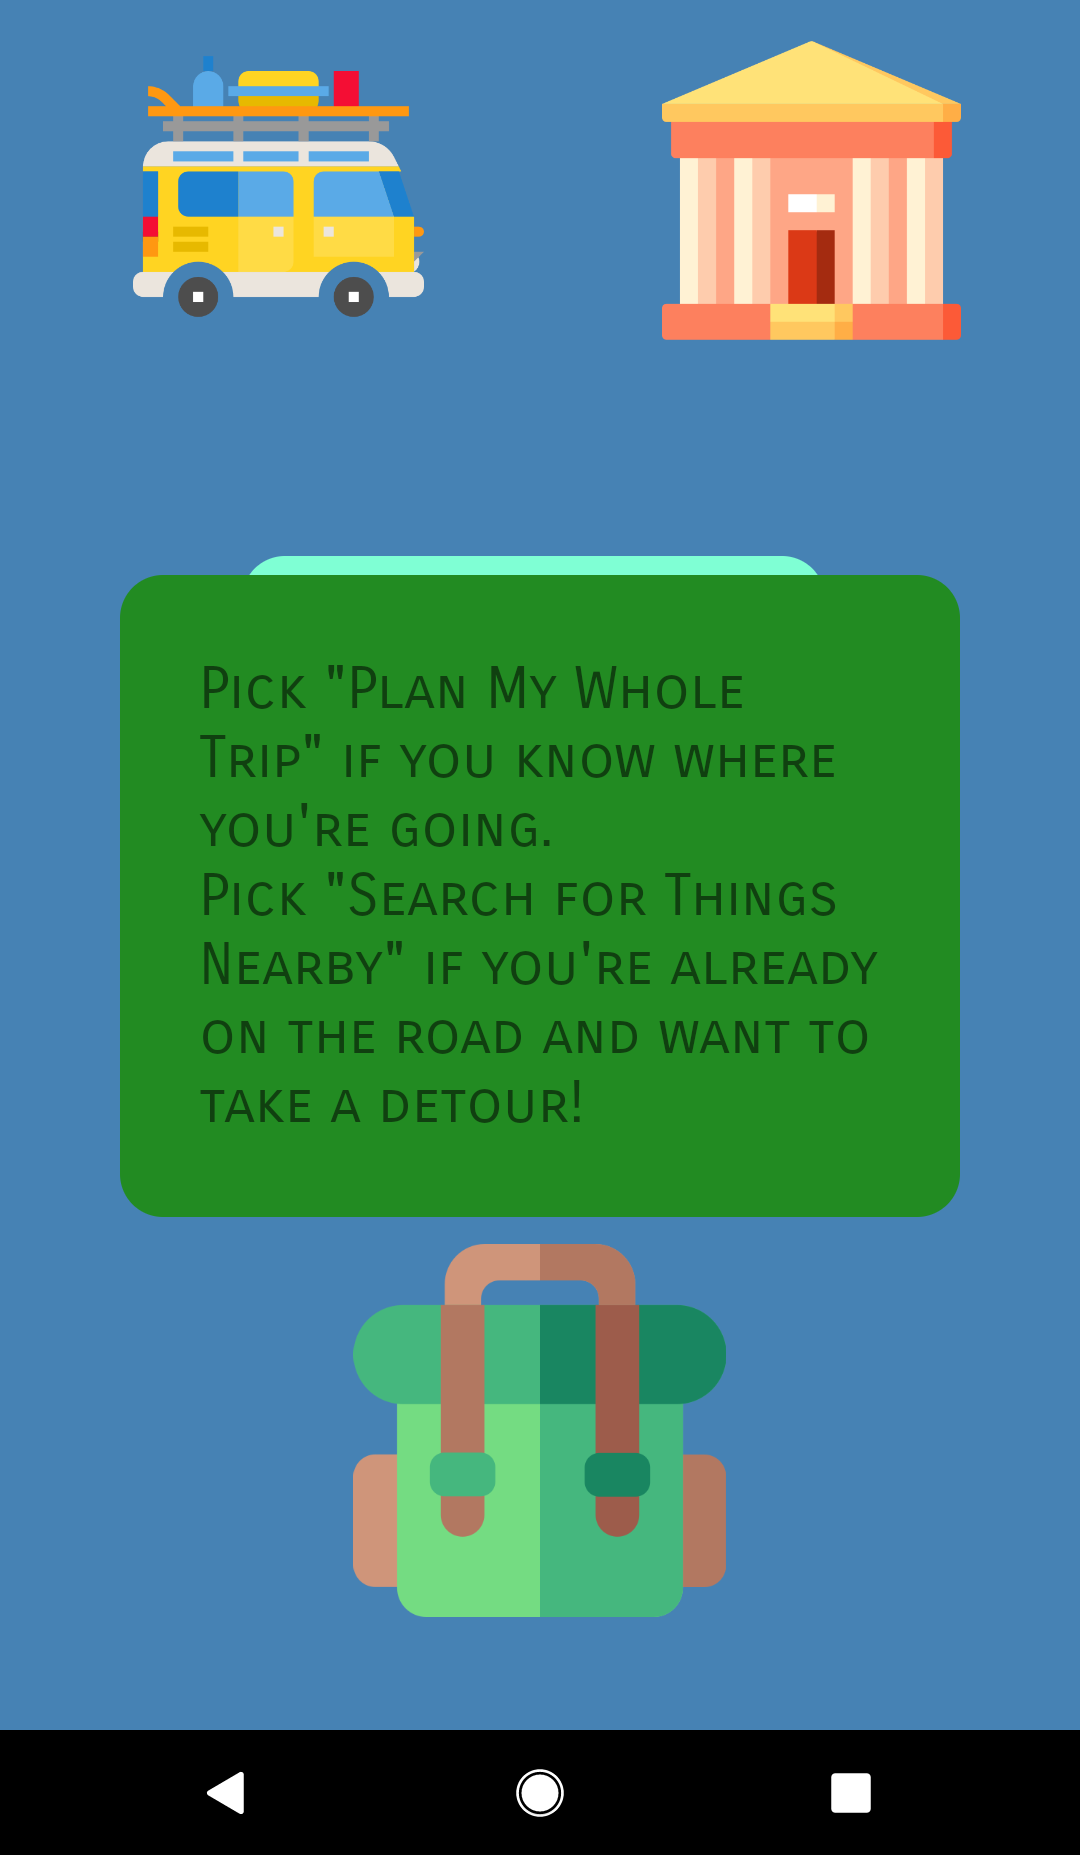 Pick "Plan My Whole
Trip" if you know where
you're going.
Pick "Search for Things
Nearby" if you're already
on the road and want to
take a detour!